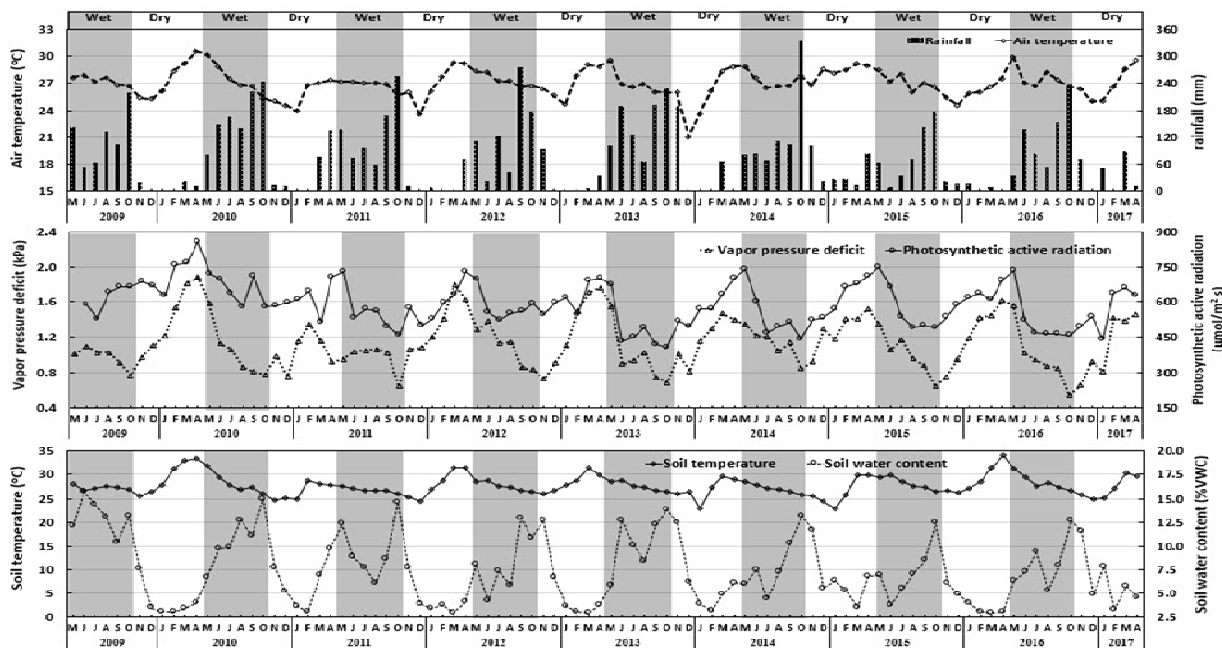 Wet Dry Wet Dry Wet Dry Wet Dry Wet Dry Wet Dry Wet Dry Wet Dry
Air temperature (°C)
33
30
27
24
21
18
15
Rainfall Air temperature
360
300
240
180
120
60
0
rainfall (mm)
M J J A S O N D J F M A M J J A S O N D J F M A M J J A S O N D J F M A M J J A S O N D J F M A M J J A S O N D J F M A M J J A S O N D J F M A M J J A S O N D J F M A M J J A S O N D J F M A
2009 2010 2011 2012 2013 2014 2015 2016 2017
Vapor pressure deficit (kPa)
2.4
2.0
1.6
1.2
0.8
0.4
Vapor pressure deficit Photosynthetic active radiation
900
750
600
450
300
150
Photosynthetic active radiation
(μmol/m² s)
M J J A S O N D J F M A M J J A S O N D J F M A M J J A S O N D J F M A M J J A S O N D J F M A M J J A S O N D J F M A M J J A S O N D J F M A M J J A S O N D J F M A M J J A S O N D J F M A
2009 2010 2011 2012 2013 2014 2015 2016 2017
Soil temperature (°C)
35
30
25
20
15
10
5
0
Soil temperature Soil water content
20.0
17.5
15.0
12.5
10.0
7.5
5.0
2.5
Soil water content (%VWC)
M J J A S O N D J F M A M J J A S O N D J F M A M J J A S O N D J F M A M J J A S O N D J F M A M J J A S O N D J F M A M J J A S O N D J F M A M J J A S O N D J F M A M J J A S O N D J F M A
2009 2010 2011 2012 2013 2014 2015 2016 2017